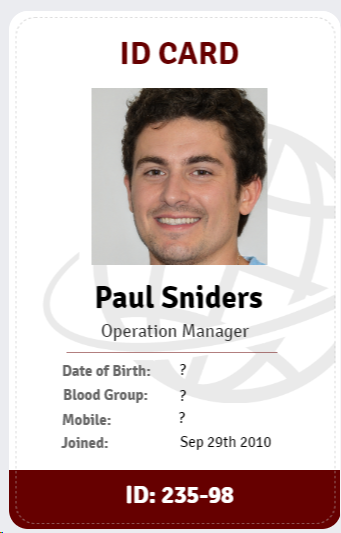 ID CARD
Paul Sniders
Operation Manager
Date of Birth: ?
Blood Group: ?
Mobile: ?
Joined: Sep 29th 2010
ID: 235-98